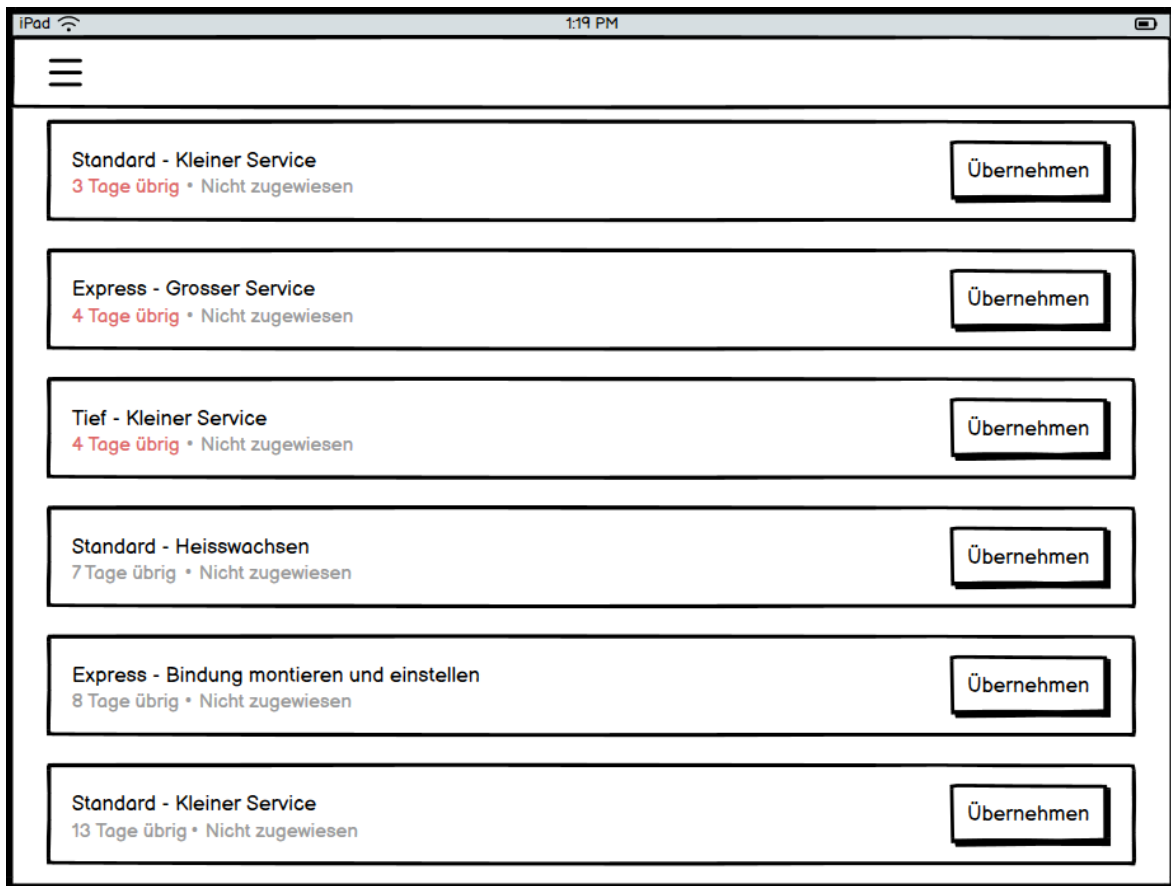 iPad 1:19 PM
Standard - Kleiner Service
3 Tage übrig • Nicht zugewiesen
Übernehmen
Express - Grosser Service
4 Tage übrig • Nicht zugewiesen
Übernehmen
Tief - Kleiner Service
4 Tage übrig • Nicht zugewiesen
Übernehmen
Standard - Heisswachsen
7 Tage übrig • Nicht zugewiesen
Übernehmen
Express - Bindung montieren und einstellen
8 Tage übrig • Nicht zugewiesen
Übernehmen
Standard - Kleiner Service
13 Tage übrig • Nicht zugewiesen
Übernehmen